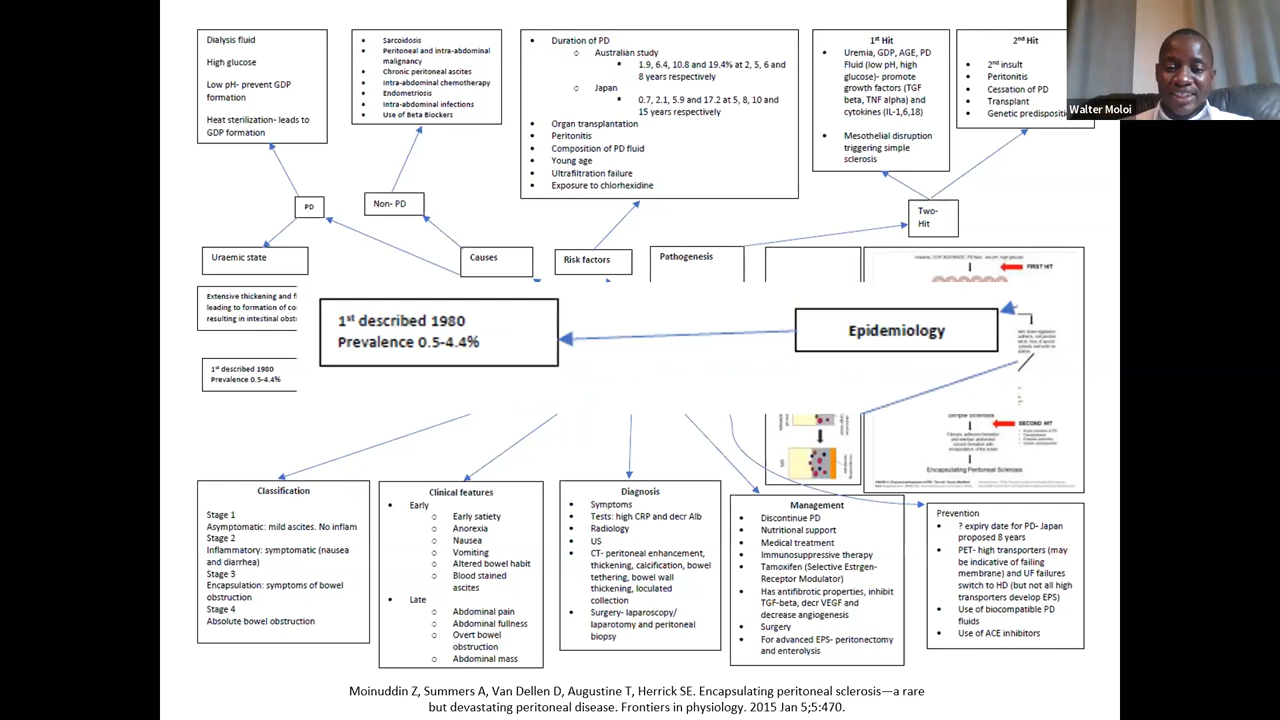 Dialysis fluid
High glucose
Low pH- prevent GDP
formation
Heat sterilization- leads to
GDP formation
Sarcoidosis
Peritoneal and intra-abdominal
malignancy
Chronic peritoneal ascites
Intra-abdominal chemotherapy
Endometriosis
Intra-abdominal infections
Use of Beta Blockers
Duration of PD
Australian study
1.9, 6.4, 10.8 and 19.4% at 2, 5, 6 and
8 years respectively
Japan
0.7, 2.1, 5.9 and 17.2 at 5, 8, 10 and
15 years respectively
Organ transplantation
Peritonitis
Composition of PD fluid
Young age
Ultrafiltration failure
Exposure to chlorhexidine
1st Hit
Uremia, GDP, AGE, PD
Fluid (low pH, high
glucose)- promote
growth factors (TGF
beta, TNF alpha) and
cytokines (IL-1,6,18)
Mesothelial disruption
triggering simple
sclerosis
2nd Hit
2nd insult
Peritonitis
Cessation of PD
Transplant
Genetic predispositi
Walter Moloi
PD
Non- PD
Two-
Hit
Uraemic state
Causes
Risk factors
Pathogenesis
FIRST HIT
Extensive thickening and f
leading to formation of co
resulting in intestinal obst
1st described 1980
Prevalence 0.5-4.4%
Epidemiology
1st described 1980
Prevalence 0.5-4.4%
SECOND HIT
Encapsulating Peritoneal Sclerosis
Classification
Stage 1
Asymptomatic: mild ascites. No inflam
Stage 2
Inflammatory: symptomatic (nausea
and diarrhea)
Stage 3
Encapsulation: symptoms of bowel
obstruction
Stage 4
Absolute bowel obstruction
Clinical features
Early
Early satiety
Anorexia
Nausea
Vomiting
Altered bowel habit
Blood stained
ascites
Late
Abdominal pain
Abdominal fullness
Overt bowel
obstruction
Abdominal mass
Diagnosis
Symptoms
Tests: high CRP and decr Alb
Radiology
US
CT- peritoneal enhancement,
thickening, calcification, bowel
tethering, bowel wall
thickening, loculated
collection
Surgery- laparoscopy/
laparotomy and peritoneal
biopsy
Management
Discontinue PD
Nutritional support
Medical treatment
Immunosuppressive therapy
Tamoxifen (Selective Estrgen-
Receptor Modulator)
Has antifibrotic properties, inhibit
TGF-beta, decr VEGF and
decrease angiogenesis
Surgery
For advanced EPS- peritonectomy
and enterolysis
Prevention
? expiry date for PD- Japan
proposed 8 years
PET- high transporters (may
be indicative of failing
membrane) and UF failures
switch to HD (but not all high
transporters develop EPS)
Use of biocompatible PD
fluids
Use of ACE inhibitors
Moinuddin Z, Summers A, Van Dellen D, Augustine T, Herrick SE. Encapsulating peritoneal sclerosis—a rare
but devastating peritoneal disease. Frontiers in physiology. 2015 Jan 5;5:470.